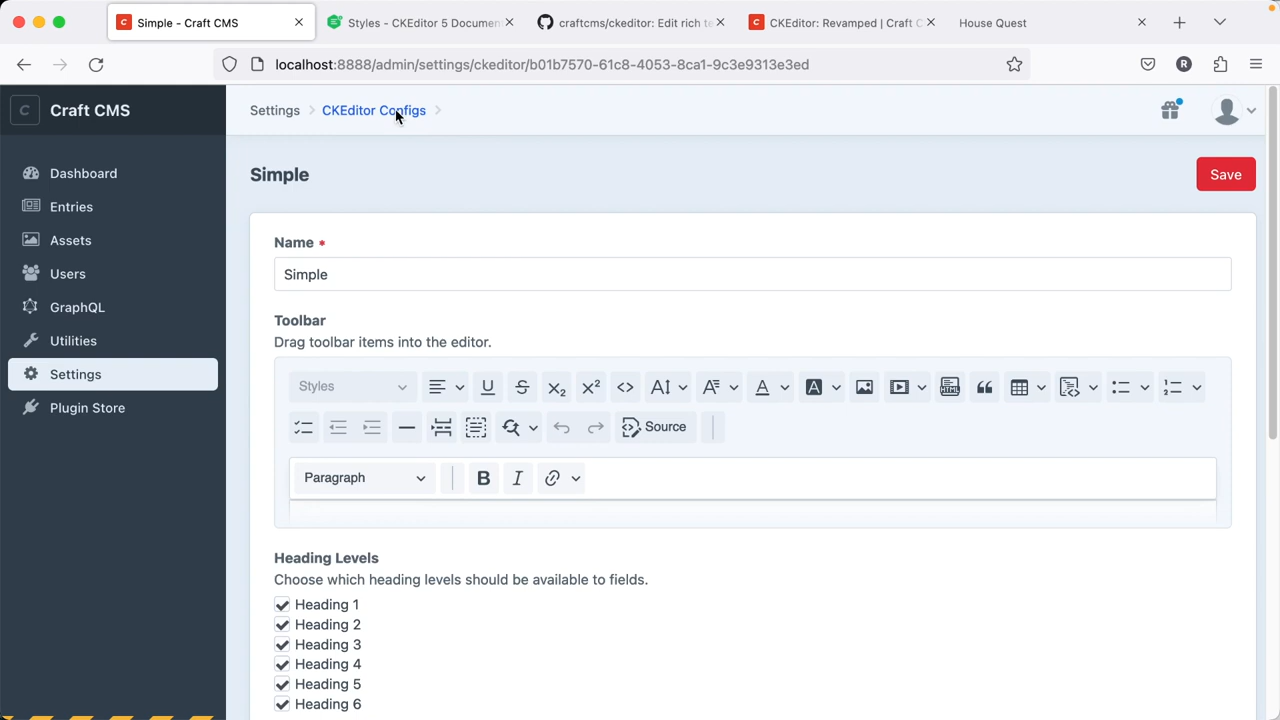 Simple - Craft CMS
Styles - CKEditor 5 Documen
craftcms/ckeditor: Edit rich te
CKEditor: Revamped | Craft C
House Quest
localhost:8888/admin/settings/ckeditor/b01b7570-61c8-4053-8ca1-9c3e9313e3ed
C Craft CMS
Settings
CKEditor Configs
Dashboard
Entries
Assets
Users
GraphQL
Utilities
Settings
Plugin Store
Simple
Save
Name *
Simple
Toolbar
Drag toolbar items into the editor.
Styles
Source
Paragraph
B I
Heading Levels
Choose which heading levels should be available to fields.
Heading 1
Heading 2
Heading 3
Heading 4
Heading 5
Heading 6